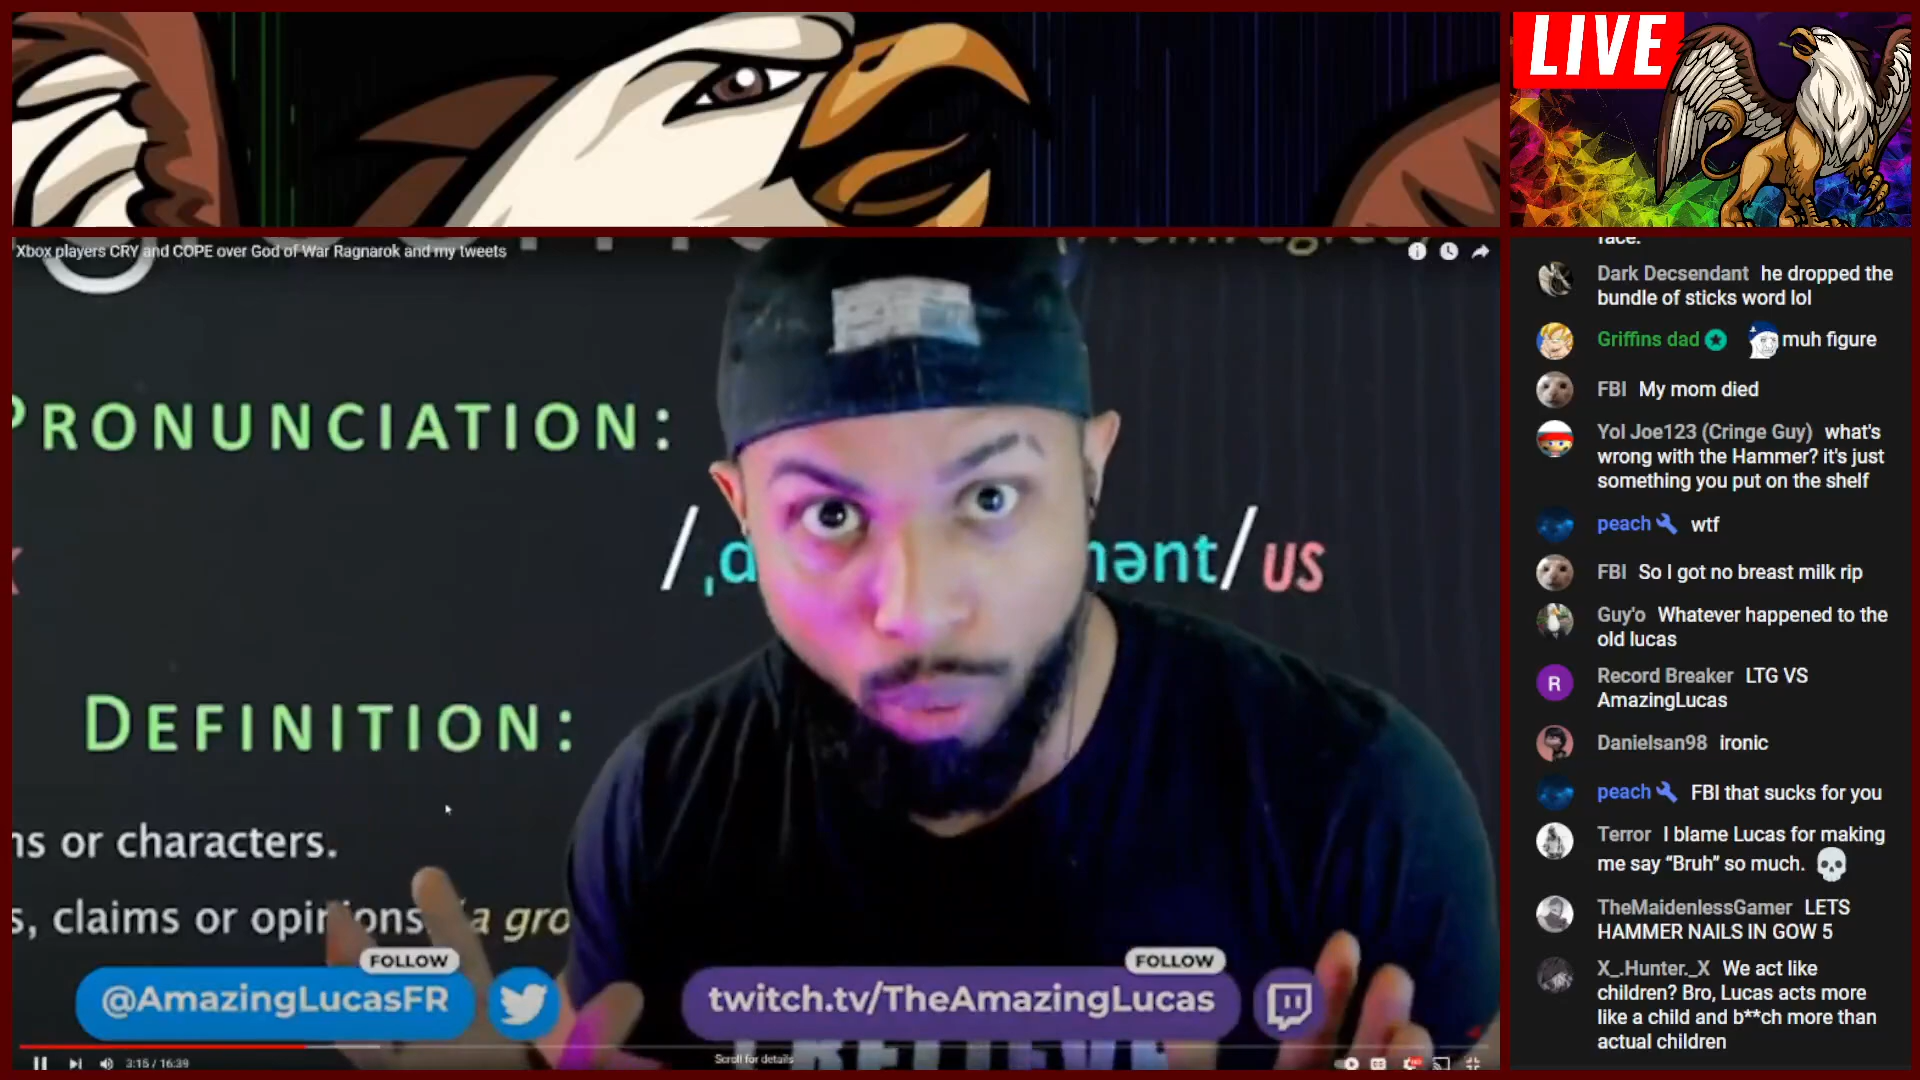 LIVE
Xbox players CRY and COPE over God of War Ragnarok and my tweets
PRONUNCIATION:
/ˌd
nənt/ US
DEFINITION:
ns or characters.
s, claims or opinions. (a gro
FOLLOW
@AmazingLucasFR
FOLLOW
twitch.tv/TheAmazingLucas
3:15 / 16:39
Scroll for details
face.
Dark Decsendant he dropped the
bundle of sticks word lol
Griffins dad muh figure
FBI My mom died
Yol Joe123 (Cringe Guy) what's
wrong with the Hammer? it's just
something you put on the shelf
peach wtf
FBI So I got no breast milk rip
Guy'o Whatever happened to the
old lucas
R
Record Breaker LTG VS
AmazingLucas
Danielsan98 ironic
peach FBI that sucks for you
Terror I blame Lucas for making
me say “Bruh” so much.
TheMaidenlessGamer LETS
HAMMER NAILS IN GOW 5
X_.Hunter._X We act like
children? Bro, Lucas acts more
like a child and b**ch more than
actual children